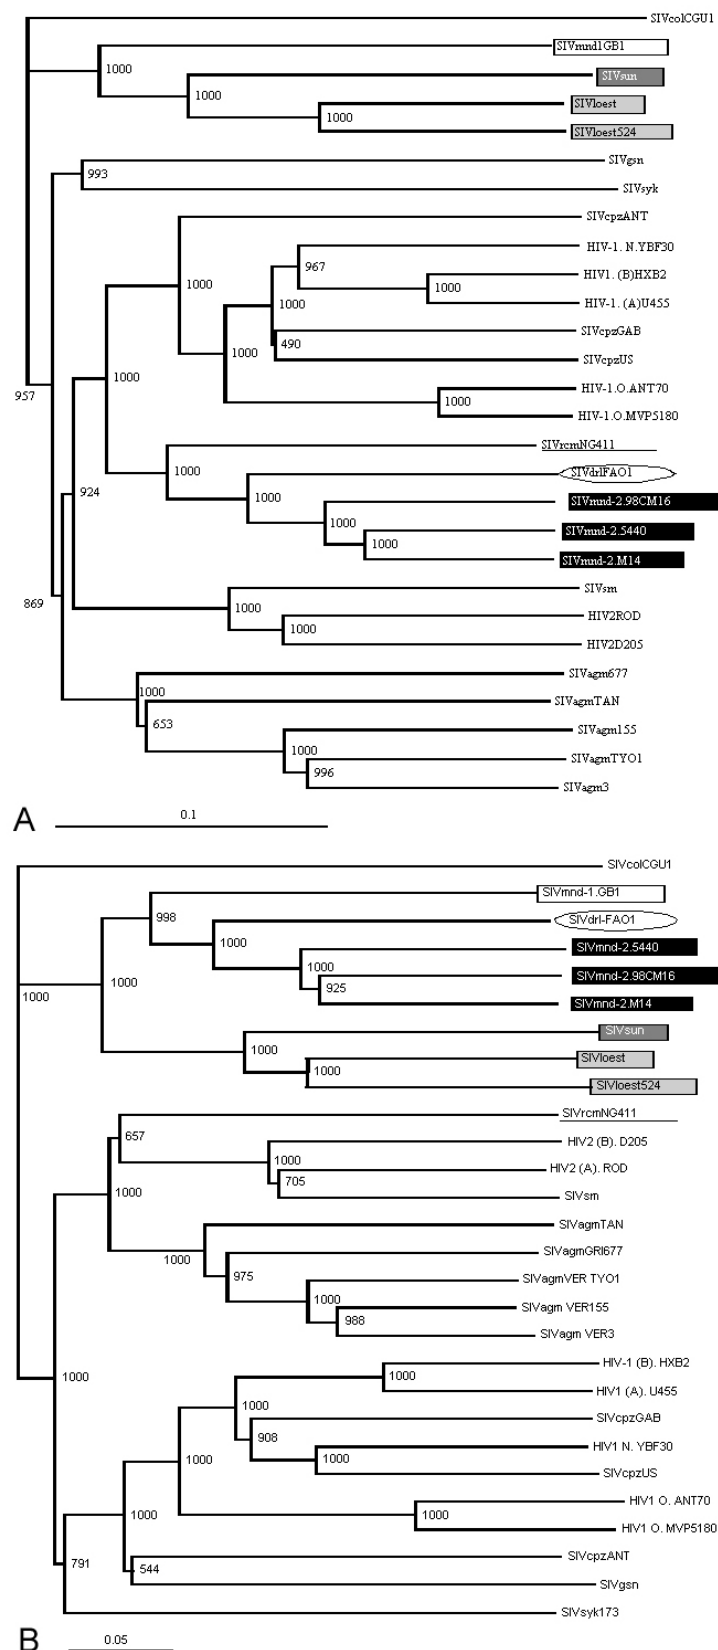 SIVcolCGU1
SIVmnd1GB1
1000
SIVsun
1000
SIVloest
1000
SIVloest524
SIVgsn
993
SIVsyk
SIVcpzANT
HIV-1. N.YBF30
967
HIV1. (B)HXB2
1000
1000
1000
HIV-1. (A)U455
SIVcpzGAB
490
1000
SIVcpzUS
1000
HIV-1.O.ANT70
957
1000
HIV-1.O.MVP5180
SIVrcmNG411
1000
SIVdrlFAO1
924
1000
SIVmnd-2.98CM16
1000
SIVmnd-2.5440
1000
SIVmnd-2.M14
SIVsm
869
1000
HIV2ROD
1000
HIV2D205
SIVagm677
1000
SIVagmTAN
653
SIVagm155
1000
SIVagmTYO1
996
SIVagm3
A
0.1
SIVcolCGU1
SIVmnd-1.GB1
998
SIVdrl-FAO1
1000
SIVmnd-2.5440
1000
SIVmnd-2.98CM16
1000
1000
925
SIVmnd-2.M14
SIVsun
1000
SIVloest
1000
SIVloest524
SIVrcmNG411
657
HIV2 (B). D205
1000
HIV2 (A). ROD
705
1000
SIVsm
SIVagmTAN
1000
SIVagmGRI677
975
SIVagmVER TYO1
1000
SIVagm VER155
988
SIVagm VER3
HIV-1 (B). HXB2
1000
1000
HIV1 (A). U455
1000
SIVcpzGAB
908
HIV1 N. YBF30
1000
1000
SIVcpzUS
HIV1 O. ANT70
1000
1000
HIV1 O. MVP5180
SIVcpzANT
791
544
SIVgsn
SIVsyk173
B
0.05